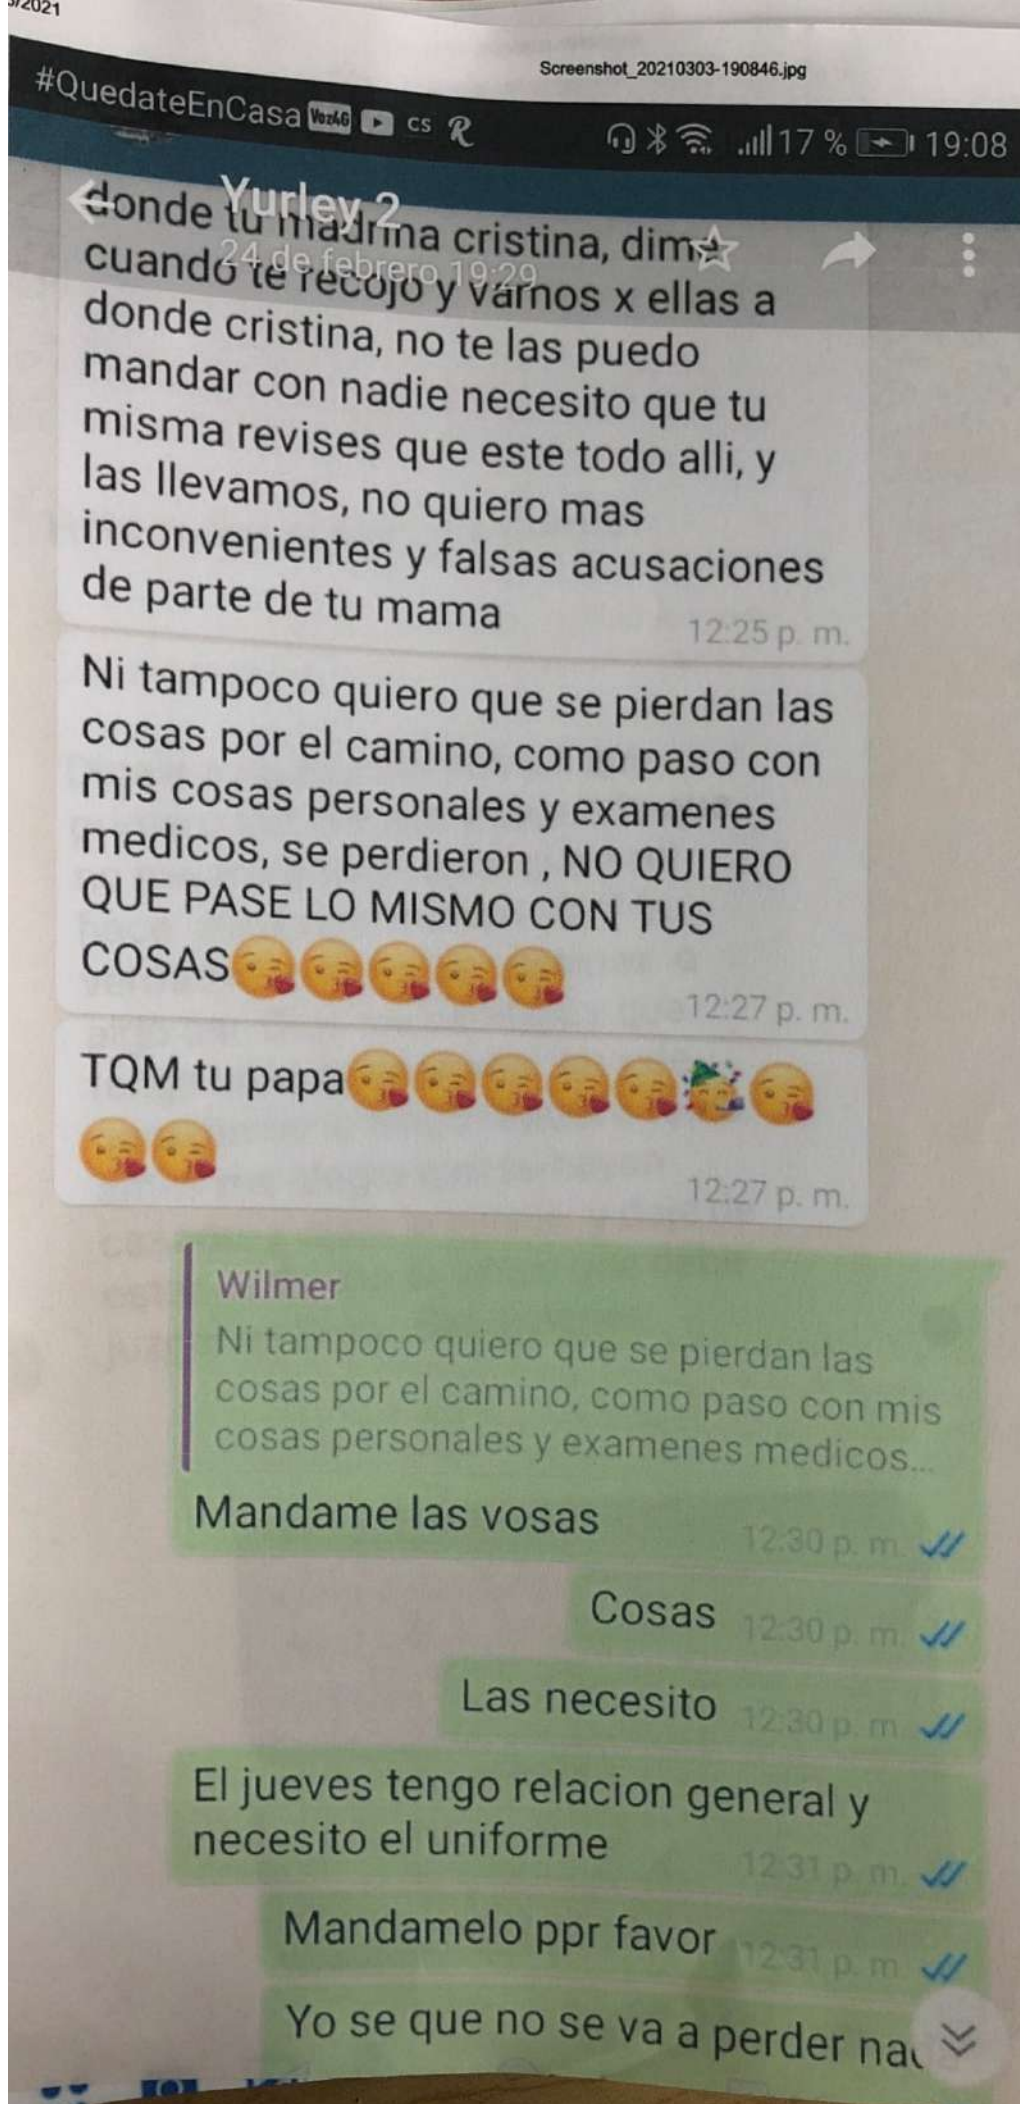 /2021
Screenshot_20210303-190846.jpg
#QuedateEnCasa Voz4G CS R 17 % 19:08
Yurley 2
24 de febrero 19:29
donde tu madrina cristina, dime
cuando te recojo y vamos x ellas a
donde cristina, no te las puedo
mandar con nadie necesito que tu
misma revises que este todo alli, y
las llevamos, no quiero mas
inconvenientes y falsas acusaciones
de parte de tu mama
12:25 p. m.
Ni tampoco quiero que se pierdan las
cosas por el camino, como paso con
mis cosas personales y examenes
medicos, se perdieron , NO QUIERO
QUE PASE LO MISMO CON TUS
COSAS😘😘😘😘😘
12:27 p. m.
TQM tu papa😘😘😘😘😘🥳😘
😘😘
12:27 p. m.
Wilmer
Ni tampoco quiero que se pierdan las
cosas por el camino, como paso con mis
cosas personales y examenes medicos...
Mandame las vosas
12:30 p. m.
Cosas 12:30 p. m.
Las necesito 12:30 p. m.
El jueves tengo relacion general y
necesito el uniforme
12:31 p. m.
Mandamelo ppr favor 12:31 p. m.
Yo se que no se va a perder